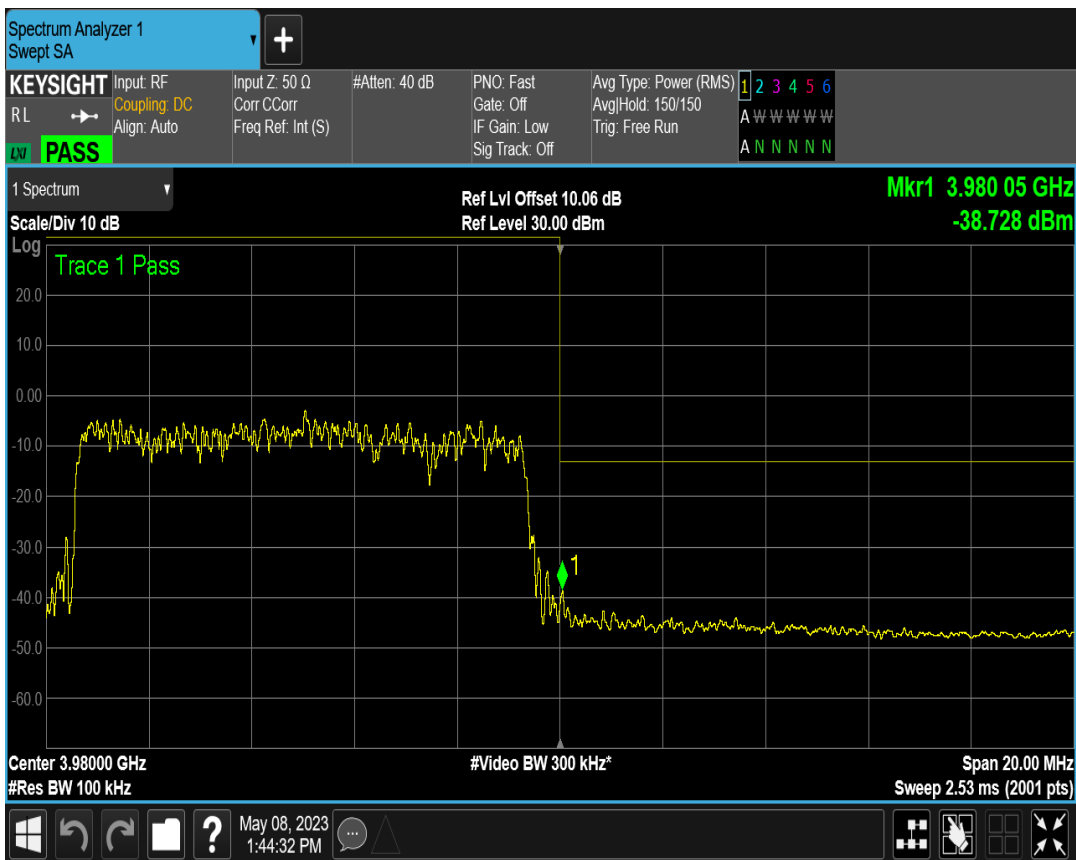 Spectrum Analyzer 1
Swept SA
+
KEYSIGHT
RL
LXI PASS
Input: RF
Coupling: DC
Align: Auto
Input Z: 50 Ω
Corr CCorr
Freq Ref: Int (S)
#Atten: 40 dB
PNO: Fast
Gate: Off
IF Gain: Low
Sig Track: Off
Avg Type: Power (RMS)
Avg|Hold: 150/150
Trig: Free Run
1 2 3 4 5 6
A W W W W W
A N N N N N
1 Spectrum
Scale/Div 10 dB
Ref Lvl Offset 10.06 dB
Ref Level 30.00 dBm
Mkr1 3.980 05 GHz
-38.728 dBm
Log
Trace 1 Pass
20.0
10.0
0.00
-10.0
-20.0
-30.0
1
-40.0
-50.0
-60.0
Center 3.98000 GHz
#Res BW 100 kHz
#Video BW 300 kHz*
Span 20.00 MHz
Sweep 2.53 ms (2001 pts)
?
May 08, 2023
1:44:32 PM